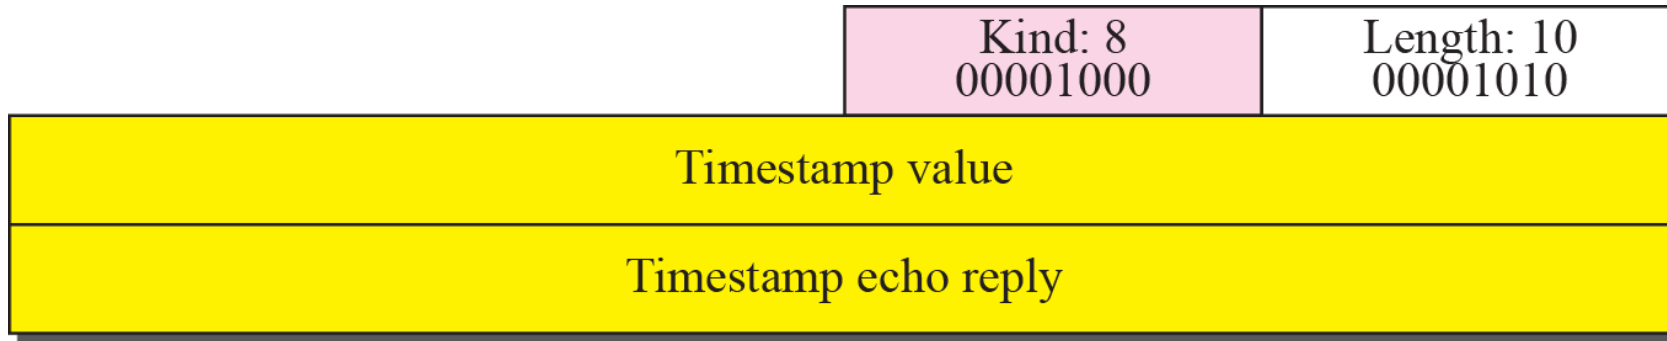 Kind: 8
00001000
Length: 10
00001010
Timestamp value
Timestamp echo reply